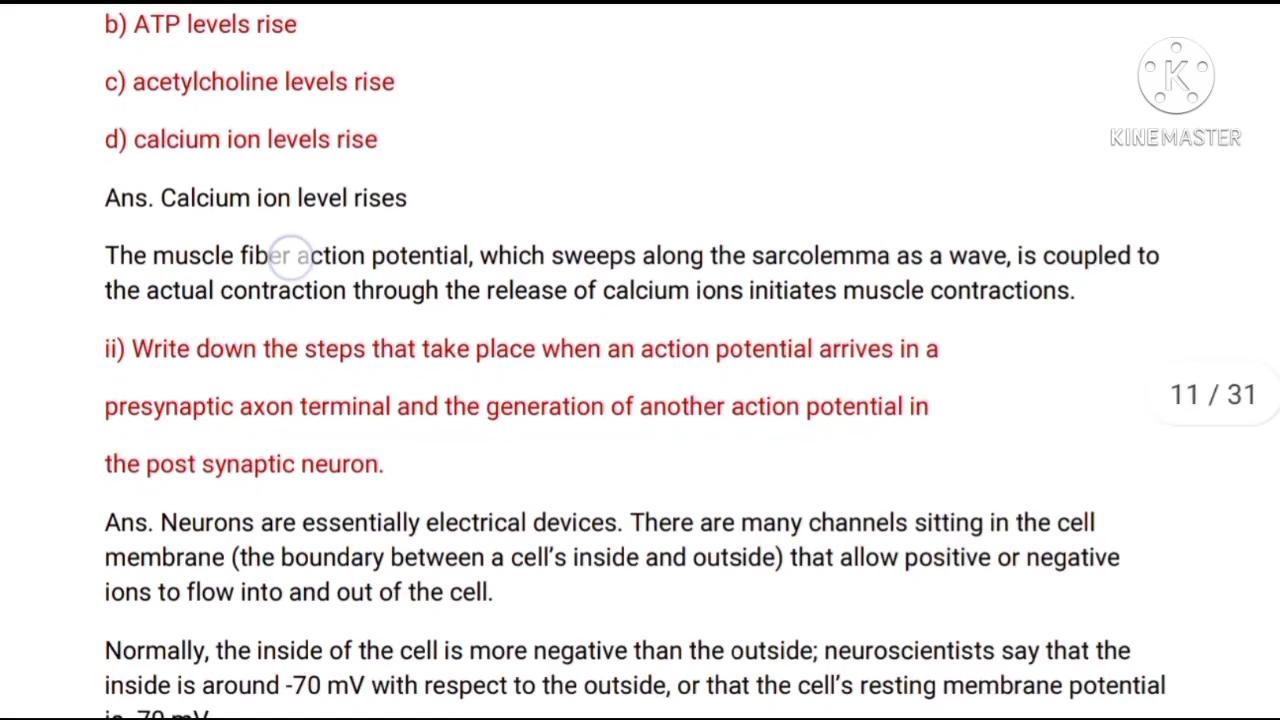 b) ATP levels rise
c) acetylcholine levels rise
d) calcium ion levels rise
Ans. Calcium ion level rises
The muscle fiber action potential, which sweeps along the sarcolemma as a wave, is coupled to
the actual contraction through the release of calcium ions initiates muscle contractions.
ii) Write down the steps that take place when an action potential arrives in a
presynaptic axon terminal and the generation of another action potential in
the post synaptic neuron.
Ans. Neurons are essentially electrical devices. There are many channels sitting in the cell
membrane (the boundary between a cell’s inside and outside) that allow positive or negative
ions to flow into and out of the cell.
Normally, the inside of the cell is more negative than the outside; neuroscientists say that the
inside is around -70 mV with respect to the outside, or that the cell’s resting membrane potential
is -70 mV
K
KINEMASTER
11 / 31